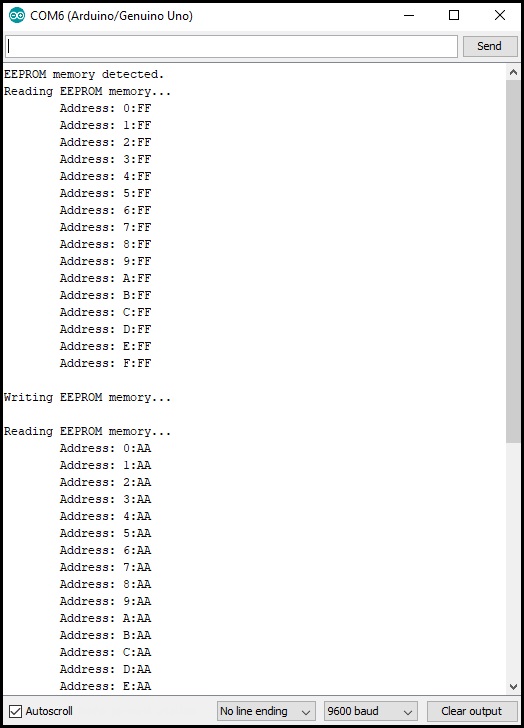 COM6 (Arduino/Genuino Uno)
Send
EEPROM memory detected.
Reading EEPROM memory...
Address: 0:FF
Address: 1:FF
Address: 2:FF
Address: 3:FF
Address: 4:FF
Address: 5:FF
Address: 6:FF
Address: 7:FF
Address: 8:FF
Address: 9:FF
Address: A:FF
Address: B:FF
Address: C:FF
Address: D:FF
Address: E:FF
Address: F:FF
Writing EEPROM memory...
Reading EEPROM memory...
Address: 0:AA
Address: 1:AA
Address: 2:AA
Address: 3:AA
Address: 4:AA
Address: 5:AA
Address: 6:AA
Address: 7:AA
Address: 8:AA
Address: 9:AA
Address: A:AA
Address: B:AA
Address: C:AA
Address: D:AA
Address: E:AA
Autoscroll No line ending 9600 baud Clear output